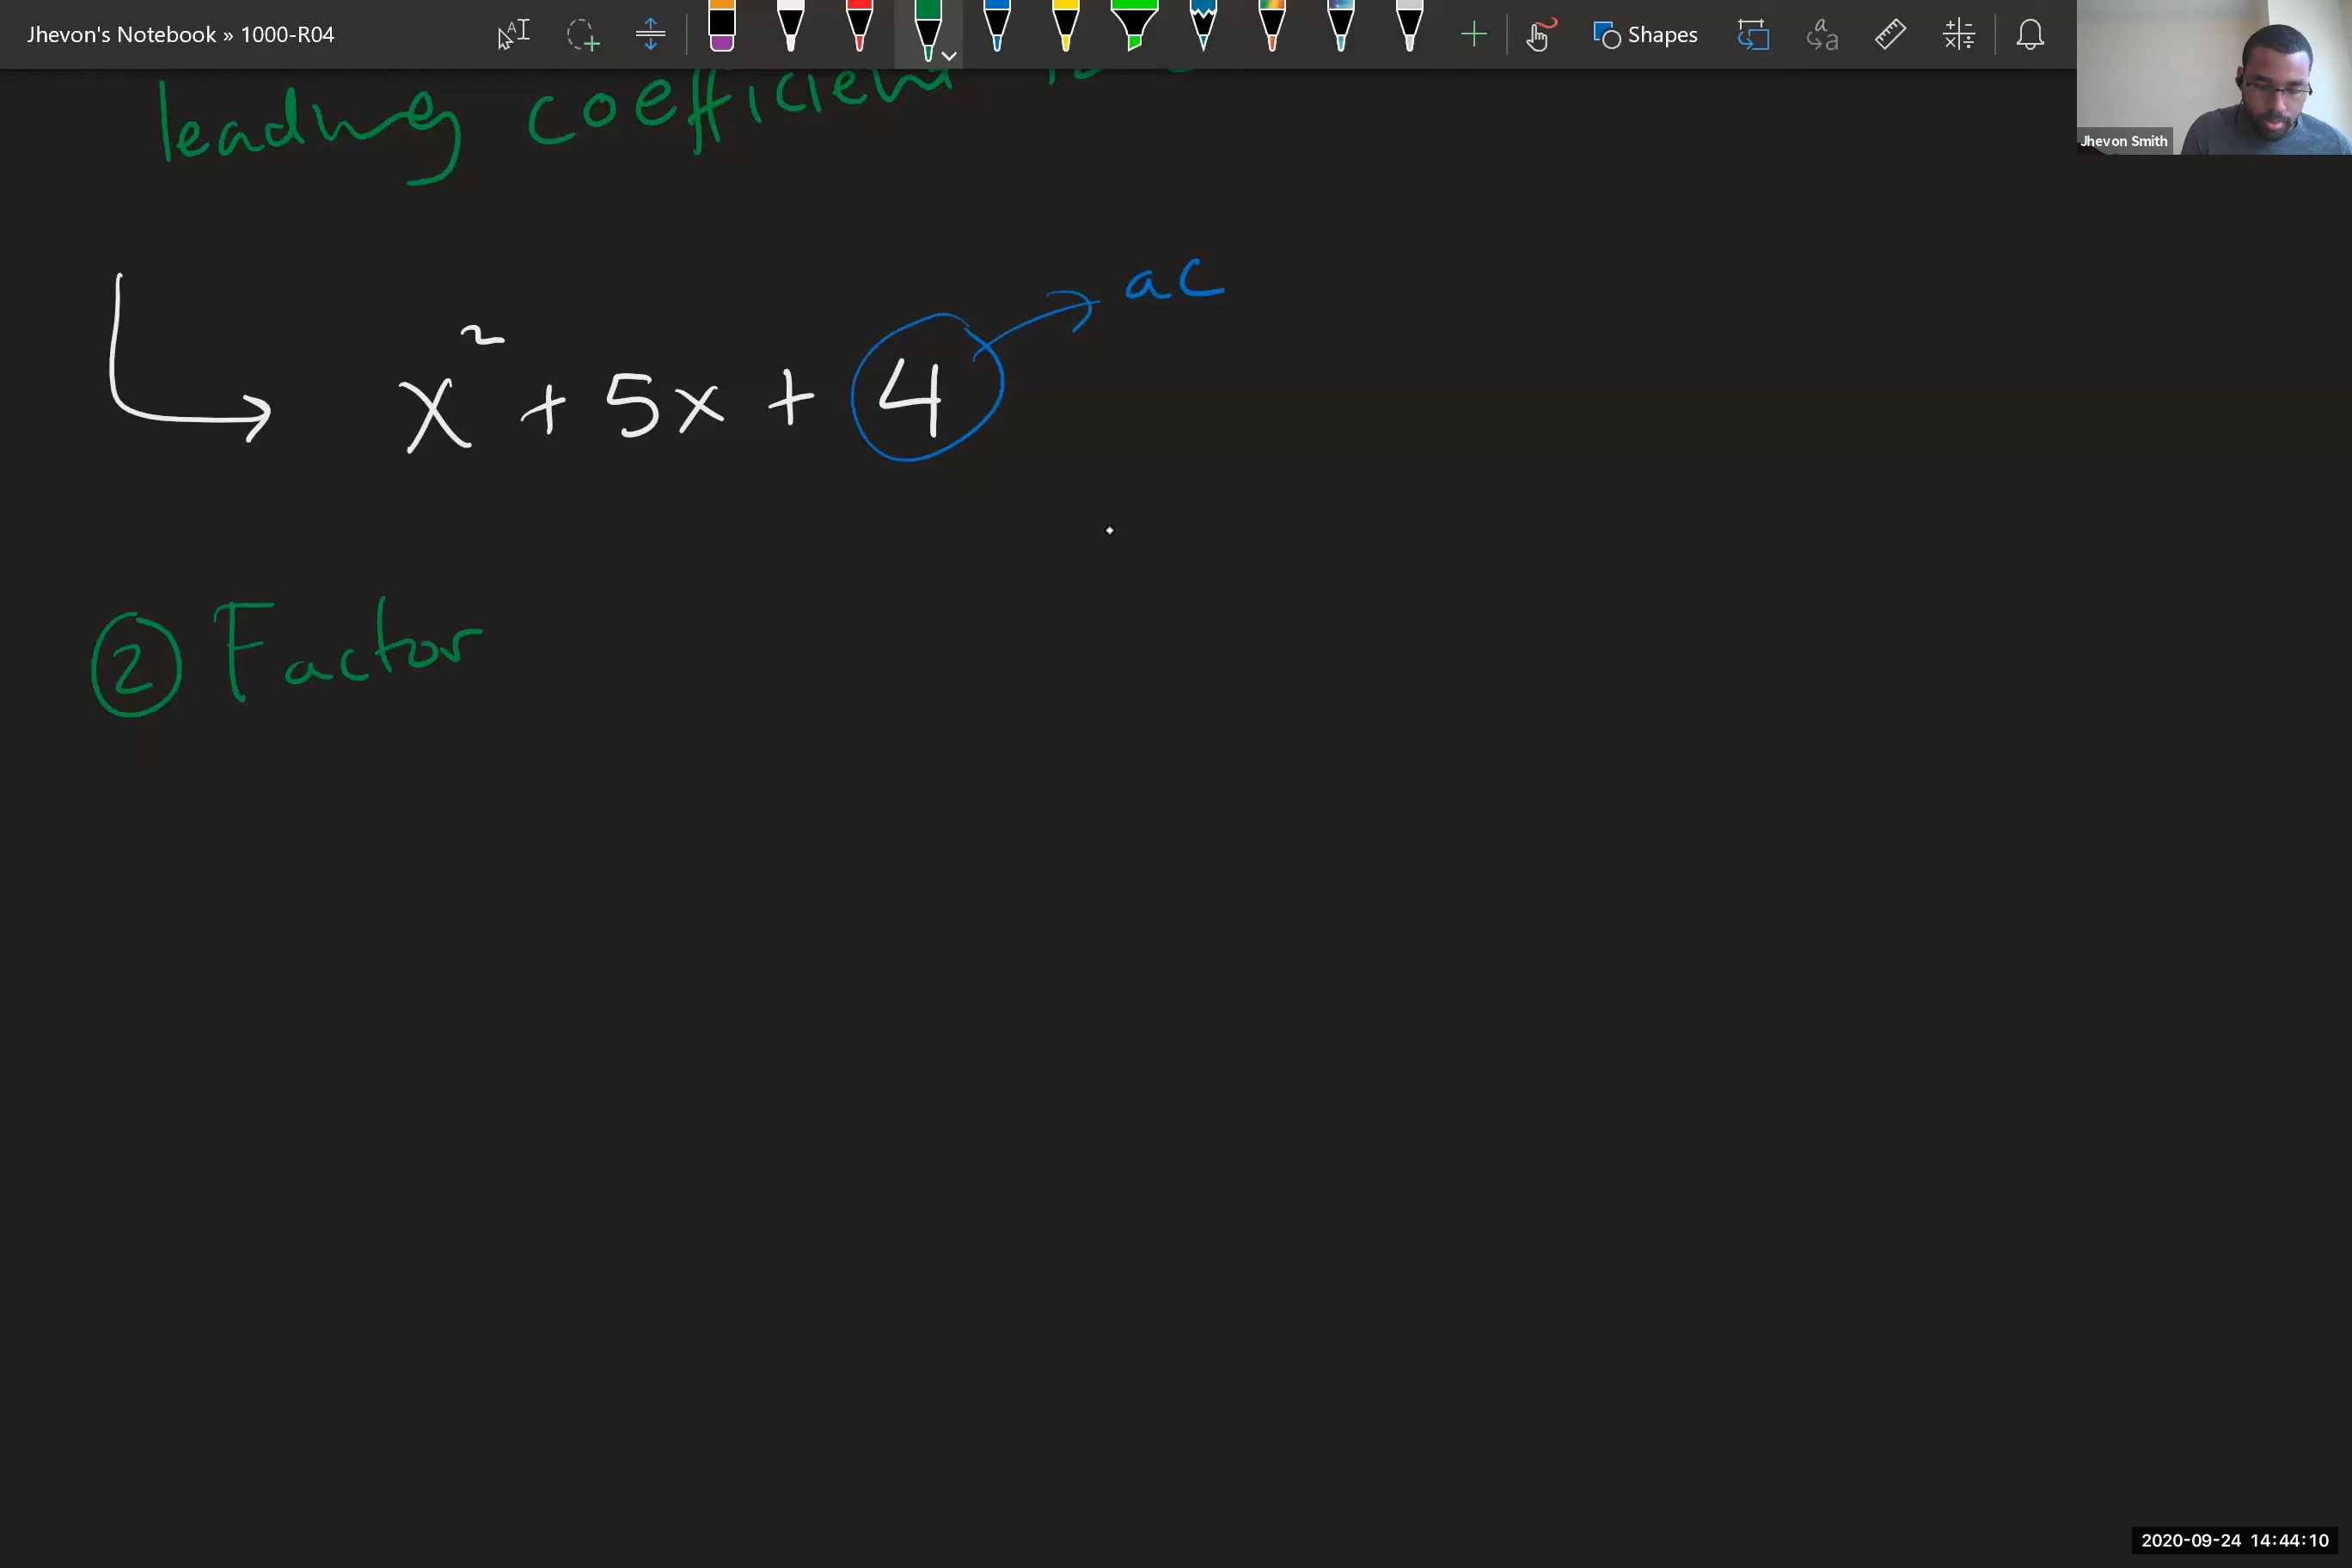 Jhevon's Notebook » 1000-R04
Shapes
Jhevon Smith
leading coefficient
ac
x² + 5x + 4
② Factor
2020-09-24 14:44:10